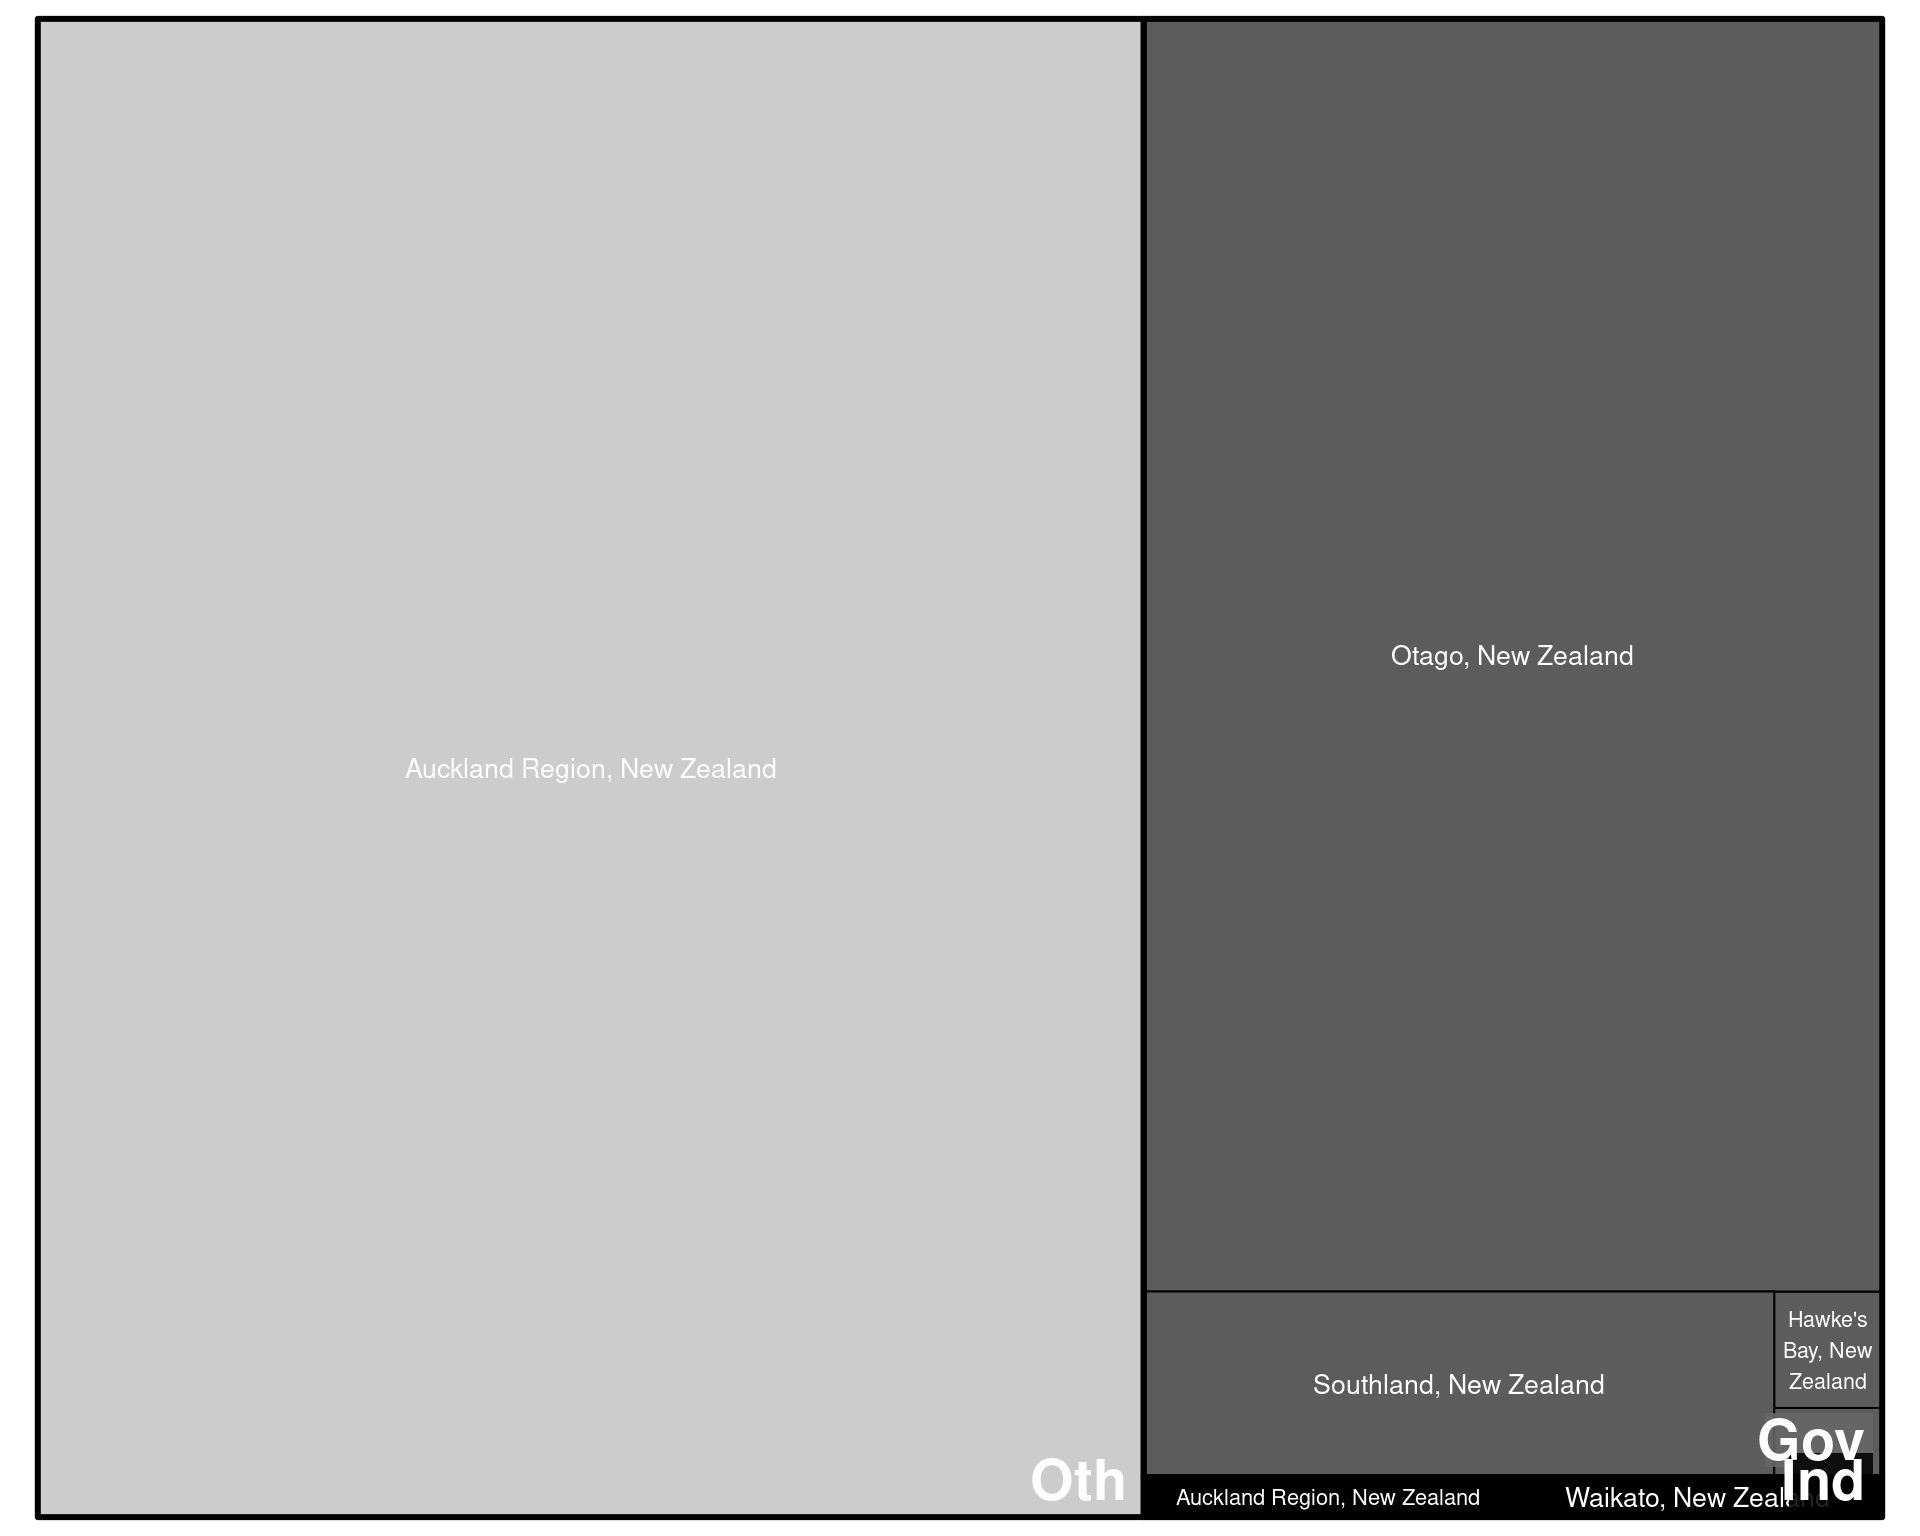 Otago, New Zealand
Auckland Region, New Zealand
Hawke's
Bay, New
Zealand
Southland, New Zealand
Gov
Oth
Ind
Auckland Region, New Zealand
Waikato, New Zealand